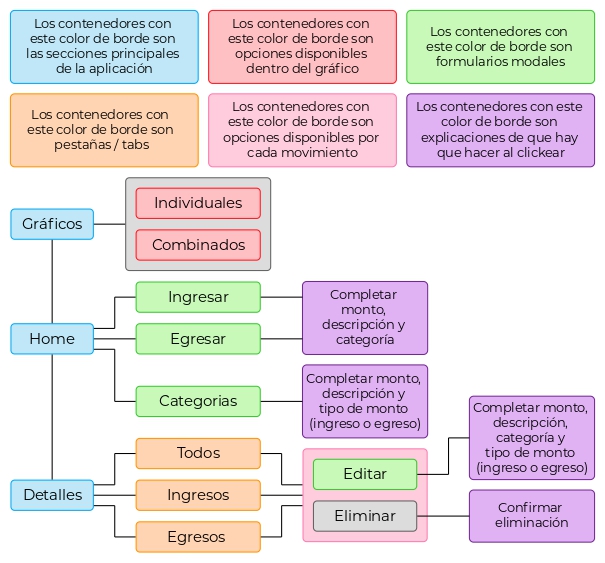 Los contenedores con
este color de borde son
las secciones principales
de la aplicación
Los contenedores con
este color de borde son
opciones disponibles
dentro del gráfico
Los contenedores con
este color de borde son
formularios modales
Los contenedores con
este color de borde son
pestañas / tabs
Los contenedores con
este color de borde son
opciones disponibles por
cada movimiento
Los contenedores con este
color de borde son
explicaciones de que hay
que hacer al clickear
Gráficos
Individuales
Combinados
Home
Ingresar
Egresar
Completar
monto,
descripción y
categoría
Categorias
Completar monto,
descripción y
tipo de monto
(ingreso o egreso)
Detalles
Todos
Ingresos
Egresos
Editar
Eliminar
Completar monto,
descripción,
categoría y
tipo de monto
(ingreso o egreso)
Confirmar
eliminación